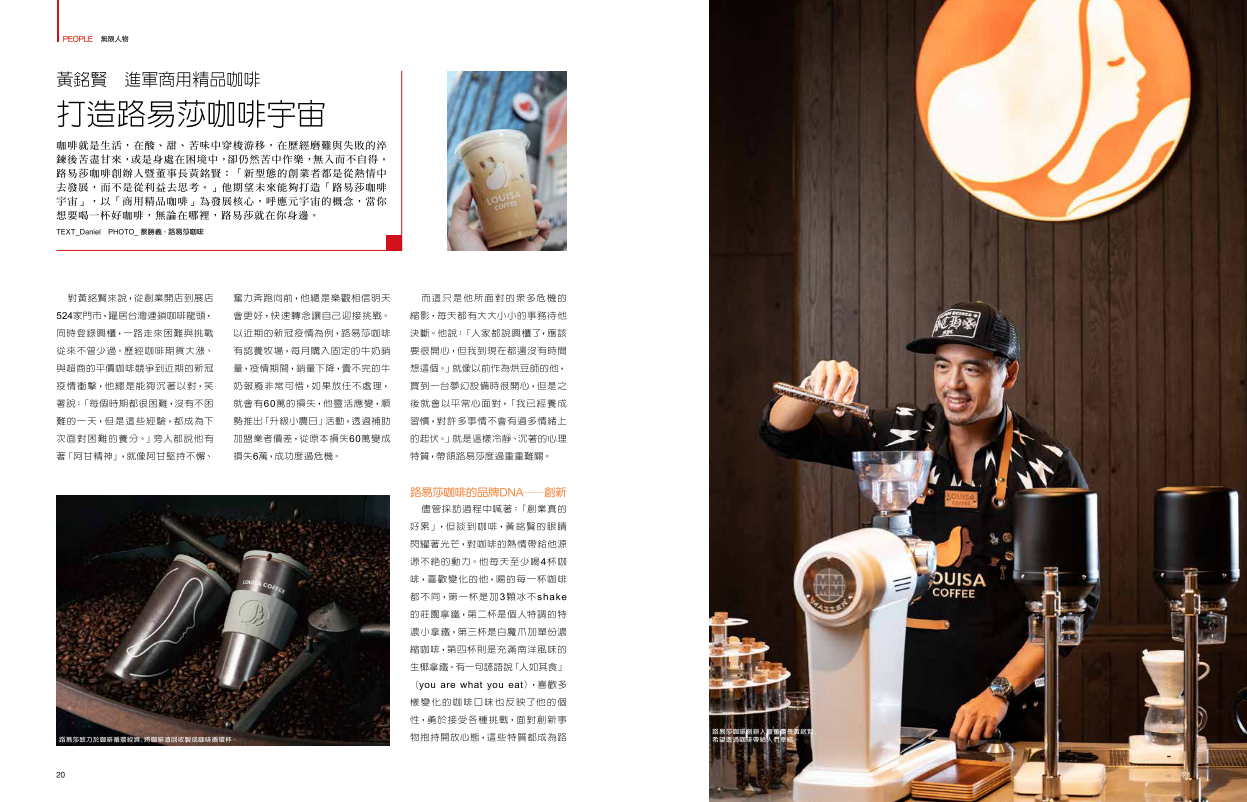 PEOPLE 無限人物
黃銘賢 進軍商用精品咖啡
打造路易莎咖啡宇宙
咖啡就是生活，在酸、甜、苦味中穿梭游移，在歷經磨難與失敗的淬
鍊後苦盡甘來，或是身處在困境中，卻仍然苦中作樂，無入而不自得。
路易莎咖啡創辦人暨董事長黃銘賢：「新型態的創業者都是從熱情中
去發展，而不是從利益去思考。」他期望未來能夠打造「路易莎咖啡
宇宙」，以「商用精品咖啡」為發展核心，呼應元宇宙的概念，當你
想要喝一杯好咖啡，無論在哪裡，路易莎就在你身邊。
TEXT_Daniel PHOTO_ 蔡勝義、路易莎咖啡
LOUISA
COFFEE
對黃銘賢來說，從創業開店到展店
524家門市，躍居台灣連鎖咖啡龍頭，
同時登錄興櫃，一路走來困難與挑戰
從來不曾少過。歷經咖啡期貨大漲、
與超商的平價咖啡競爭到近期的新冠
疫情衝擊，他總是能夠沉著以對，笑
著說：「每個時期都很困難，沒有不困
難的一天，但是這些經驗，都成為下
次面對困難的養分。」旁人都說他有
著「阿甘精神」，就像阿甘堅持不懈、
奮力奔跑向前，他總是樂觀相信明天
會更好，快速轉念讓自己迎接挑戰。
以近期的新冠疫情為例，路易莎咖啡
有認養牧場，每月購入固定的牛奶銷
量，疫情期間，銷量下降，賣不完的牛
奶報廢非常可惜，如果放任不處理，
就會有60萬的損失，他靈活應變，順
勢推出「升級小農日」活動，透過補助
加盟業者價差，從原本損失60萬變成
損失6萬，成功度過危機。
而這只是他所面對的眾多危機的
縮影，每天都有大大小小的事務待他
決斷。他說：「人家都說興櫃了，應該
要很開心，但我到現在都還沒有時間
想這個。」就像以前作為烘豆師的他，
買到一台夢幻設備時很開心，但是之
後就會以平常心面對，「我已經養成
習慣，對許多事情不會有過多情緒上
的起伏。」就是這樣冷靜、沉著的心理
特質，帶領路易莎度過重重難關。
路易莎咖啡的品牌DNA——創新
儘管採訪過程中喊著：「創業真的
好累」，但談到咖啡，黃銘賢的眼睛
閃耀著光芒，對咖啡的熱情帶給他源
源不絕的動力。他每天至少喝4杯咖
啡，喜歡變化的他，喝的每一杯咖啡
都不同，第一杯是加3顆冰不shake
的莊園拿鐵，第二杯是個人特調的特
濃小拿鐵，第三杯是白魔爪加單份濃
縮咖啡，第四杯則是充滿南洋風味的
生椰拿鐵。有一句諺語說「人如其食」
（you are what you eat），喜歡多
樣變化的咖啡口味也反映了他的個
性，勇於接受各種挑戰，面對創新事
物抱持開放心態，這些特質都成為路
LOUISA COFFEE
路易莎致力於咖啡循環經濟，將咖啡渣回收製成咖啡循環杯。
20
LOUISA
COFFEE
LOUISA
COFFEE
MAZZER
路易莎咖啡創辦人暨董事長黃銘賢，
希望透過咖啡帶給人們幸福。
21